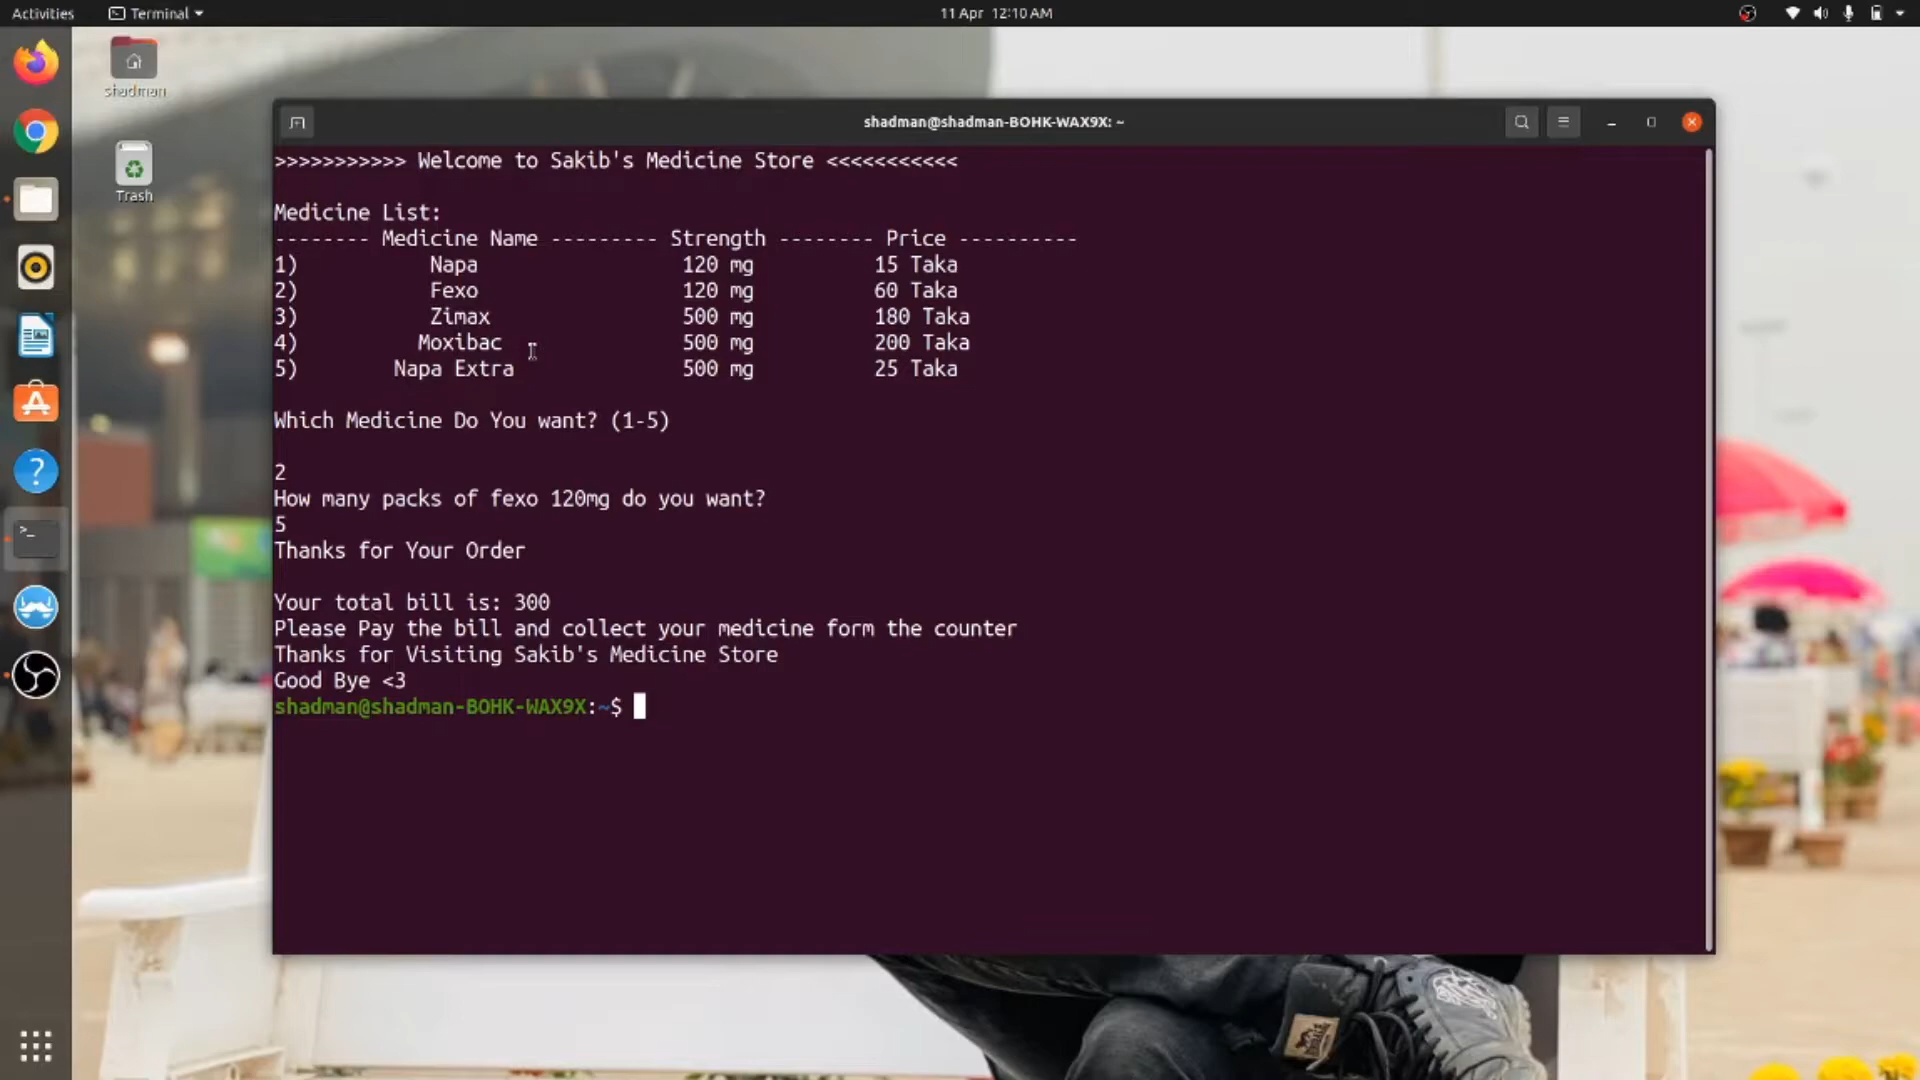 Activities Terminal 11 Apr 12:10 AM
shadman
Trash
shadman@shadman-BOHK-WAX9X: ~
>>>>>>>>>>> Welcome to Sakib's Medicine Store <<<<<<<<<<<
Medicine List:
-------- Medicine Name --------- Strength -------- Price ----------
1) Napa 120 mg 15 Taka
2) Fexo 120 mg 60 Taka
3) Zimax 500 mg 180 Taka
4) Moxibac 500 mg 200 Taka
5) Napa Extra 500 mg 25 Taka
Which Medicine Do You want? (1-5)
2
How many packs of fexo 120mg do you want?
5
Thanks for Your Order
Your total bill is: 300
Please Pay the bill and collect your medicine form the counter
Thanks for Visiting Sakib's Medicine Store
Good Bye <3
shadman@shadman-BOHK-WAX9X:~$